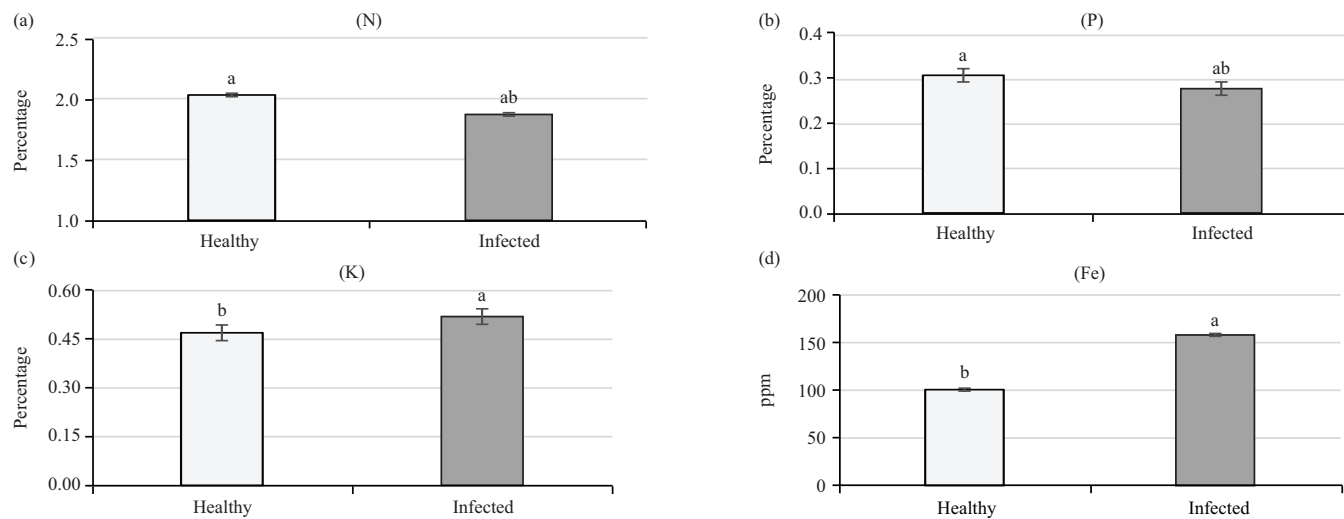 (a)
(N)
Percentage
2.5
2.0
1.5
1.0
a
ab
Healthy
Infected
(b)
(P)
Percentage
0.4
0.3
0.2
0.1
0.0
a
ab
Healthy
Infected
(c)
(K)
Percentage
0.60
0.45
0.30
0.15
0.00
b
a
Healthy
Infected
(d)
(Fe)
ppm
200
150
100
50
0
b
a
Healthy
Infected